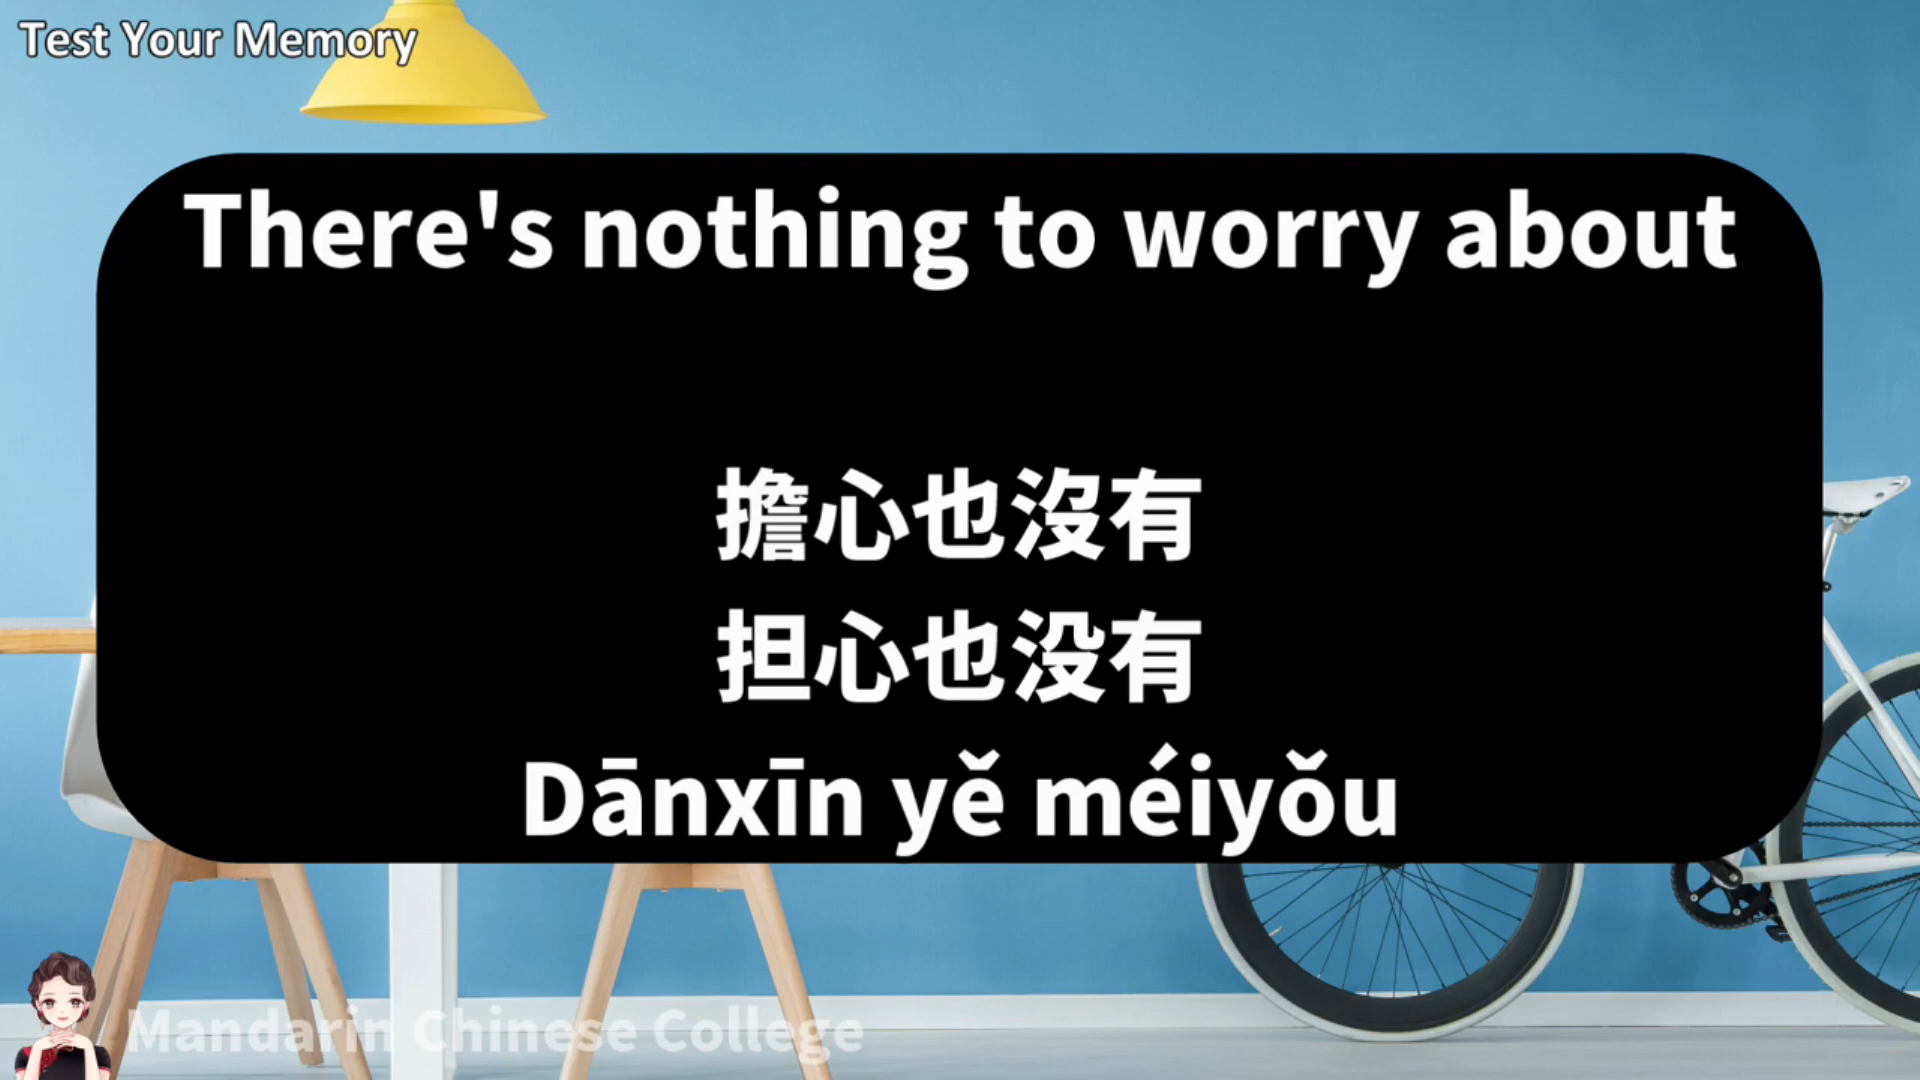 Test Your Memory
There's nothing to worry about
擔心也沒有
担心也没有
Dānxīn yě méiyǒu
Mandarin Chinese College